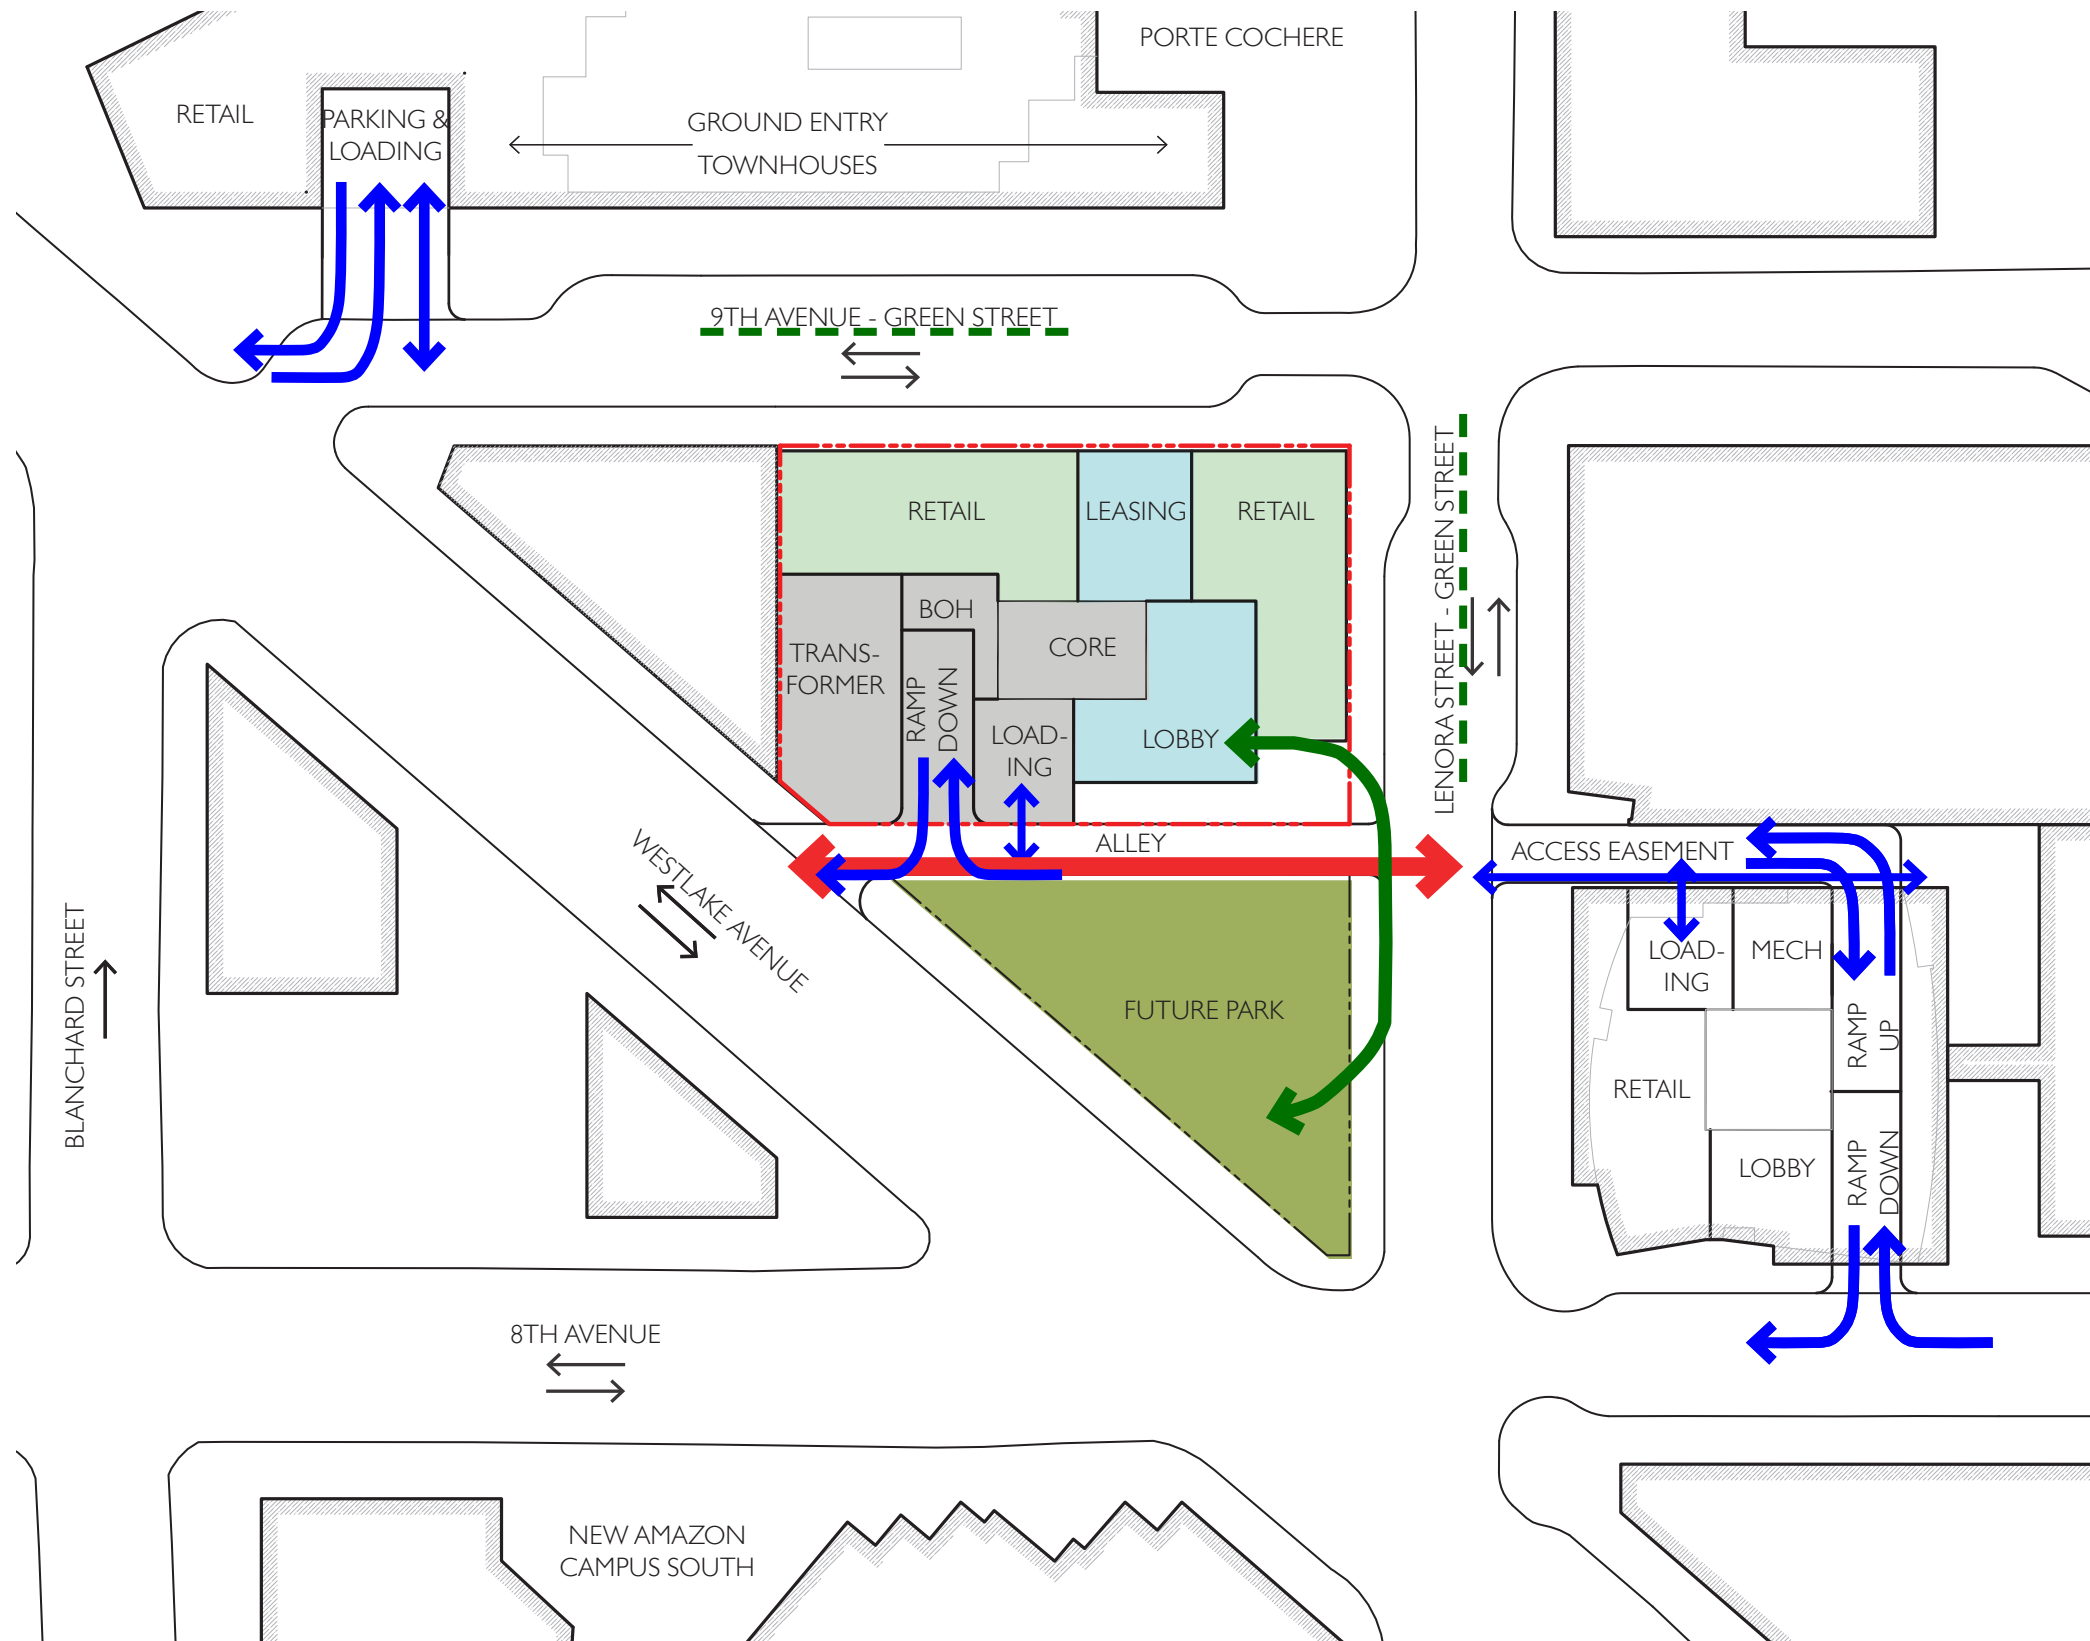 PORTE COCHERE
RETAIL
PARKING &
LOADING
GROUND ENTRY
TOWNHOUSES
9TH AVENUE - GREEN STREET
RETAIL
LEASING
RETAIL
BOH
CORE
TRANS-
FORMER
RAMP
DOWN
LOAD-
ING
LOBBY
LENORA STREET - GREEN STREET
ALLEY
ACCESS EASEMENT
WESTLAKE AVENUE
BLANCHARD STREET
FUTURE PARK
LOAD-
ING
MECH
RAMP
UP
RETAIL
LOBBY
RAMP
DOWN
8TH AVENUE
NEW AMAZON
CAMPUS SOUTH